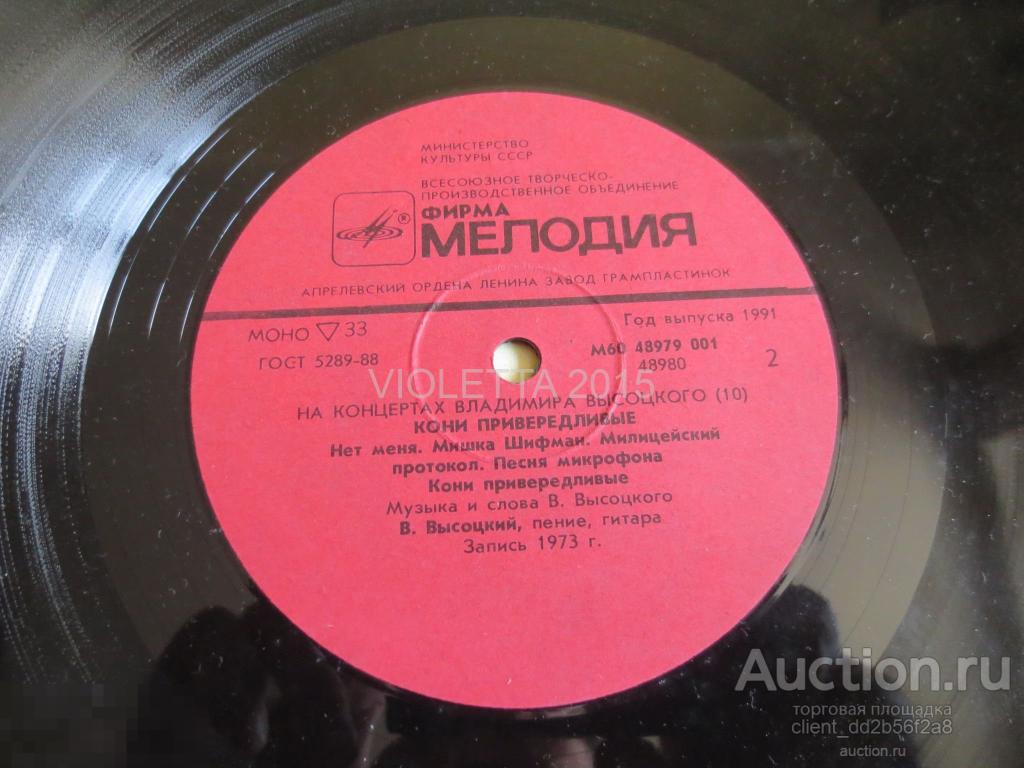 МИНИСТЕРСТВО
КУЛЬТУРЫ СССР
ВСЕСОЮЗНОЕ ТВОРЧЕСКО-
ПРОИЗВОДСТВЕННОЕ ОБЪЕДИНЕНИЕ
ФИРМА
МЕЛОДИЯ
®
АПРЕЛЕВСКИЙ ОРДЕНА ЛЕНИНА ЗАВОД ГРАМПЛАСТИНОК
МОНО ▽ 33
Год выпуска 1991
ГОСТ 5289-88
М60 48979 001
48980
2
VIOLETTA 2015
НА КОНЦЕРТАХ ВЛАДИМИРА ВЫСОЦКОГО (10)
КОНИ ПРИВЕРЕДЛИВЫЕ
Нет меня. Мишка Шифман. Милицейский
протокол. Песня микрофона
Кони привередливые
Музыка и слова В. Высоцкого
В. Высоцкий, пение, гитара
Запись 1973 г.
Auction.ru
торговая площадка
client_dd2b56f2a8
auction.ru